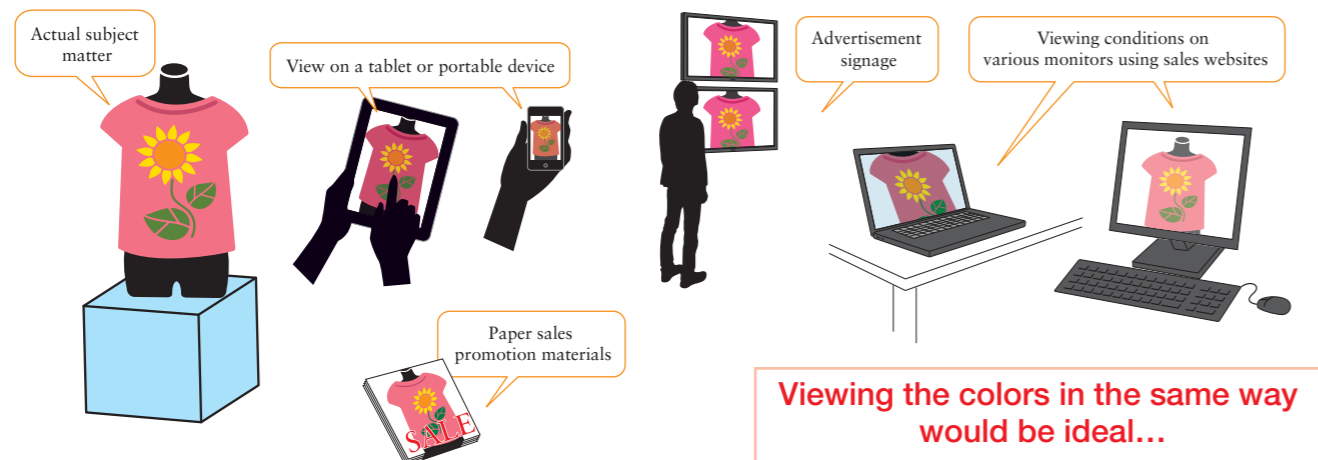 Actual subject
matter
View on a tablet or portable device
Advertisement
signage
Viewing conditions on
various monitors using sales websites
Paper sales
promotion materials
SALE
Viewing the colors in the same way
would be ideal...